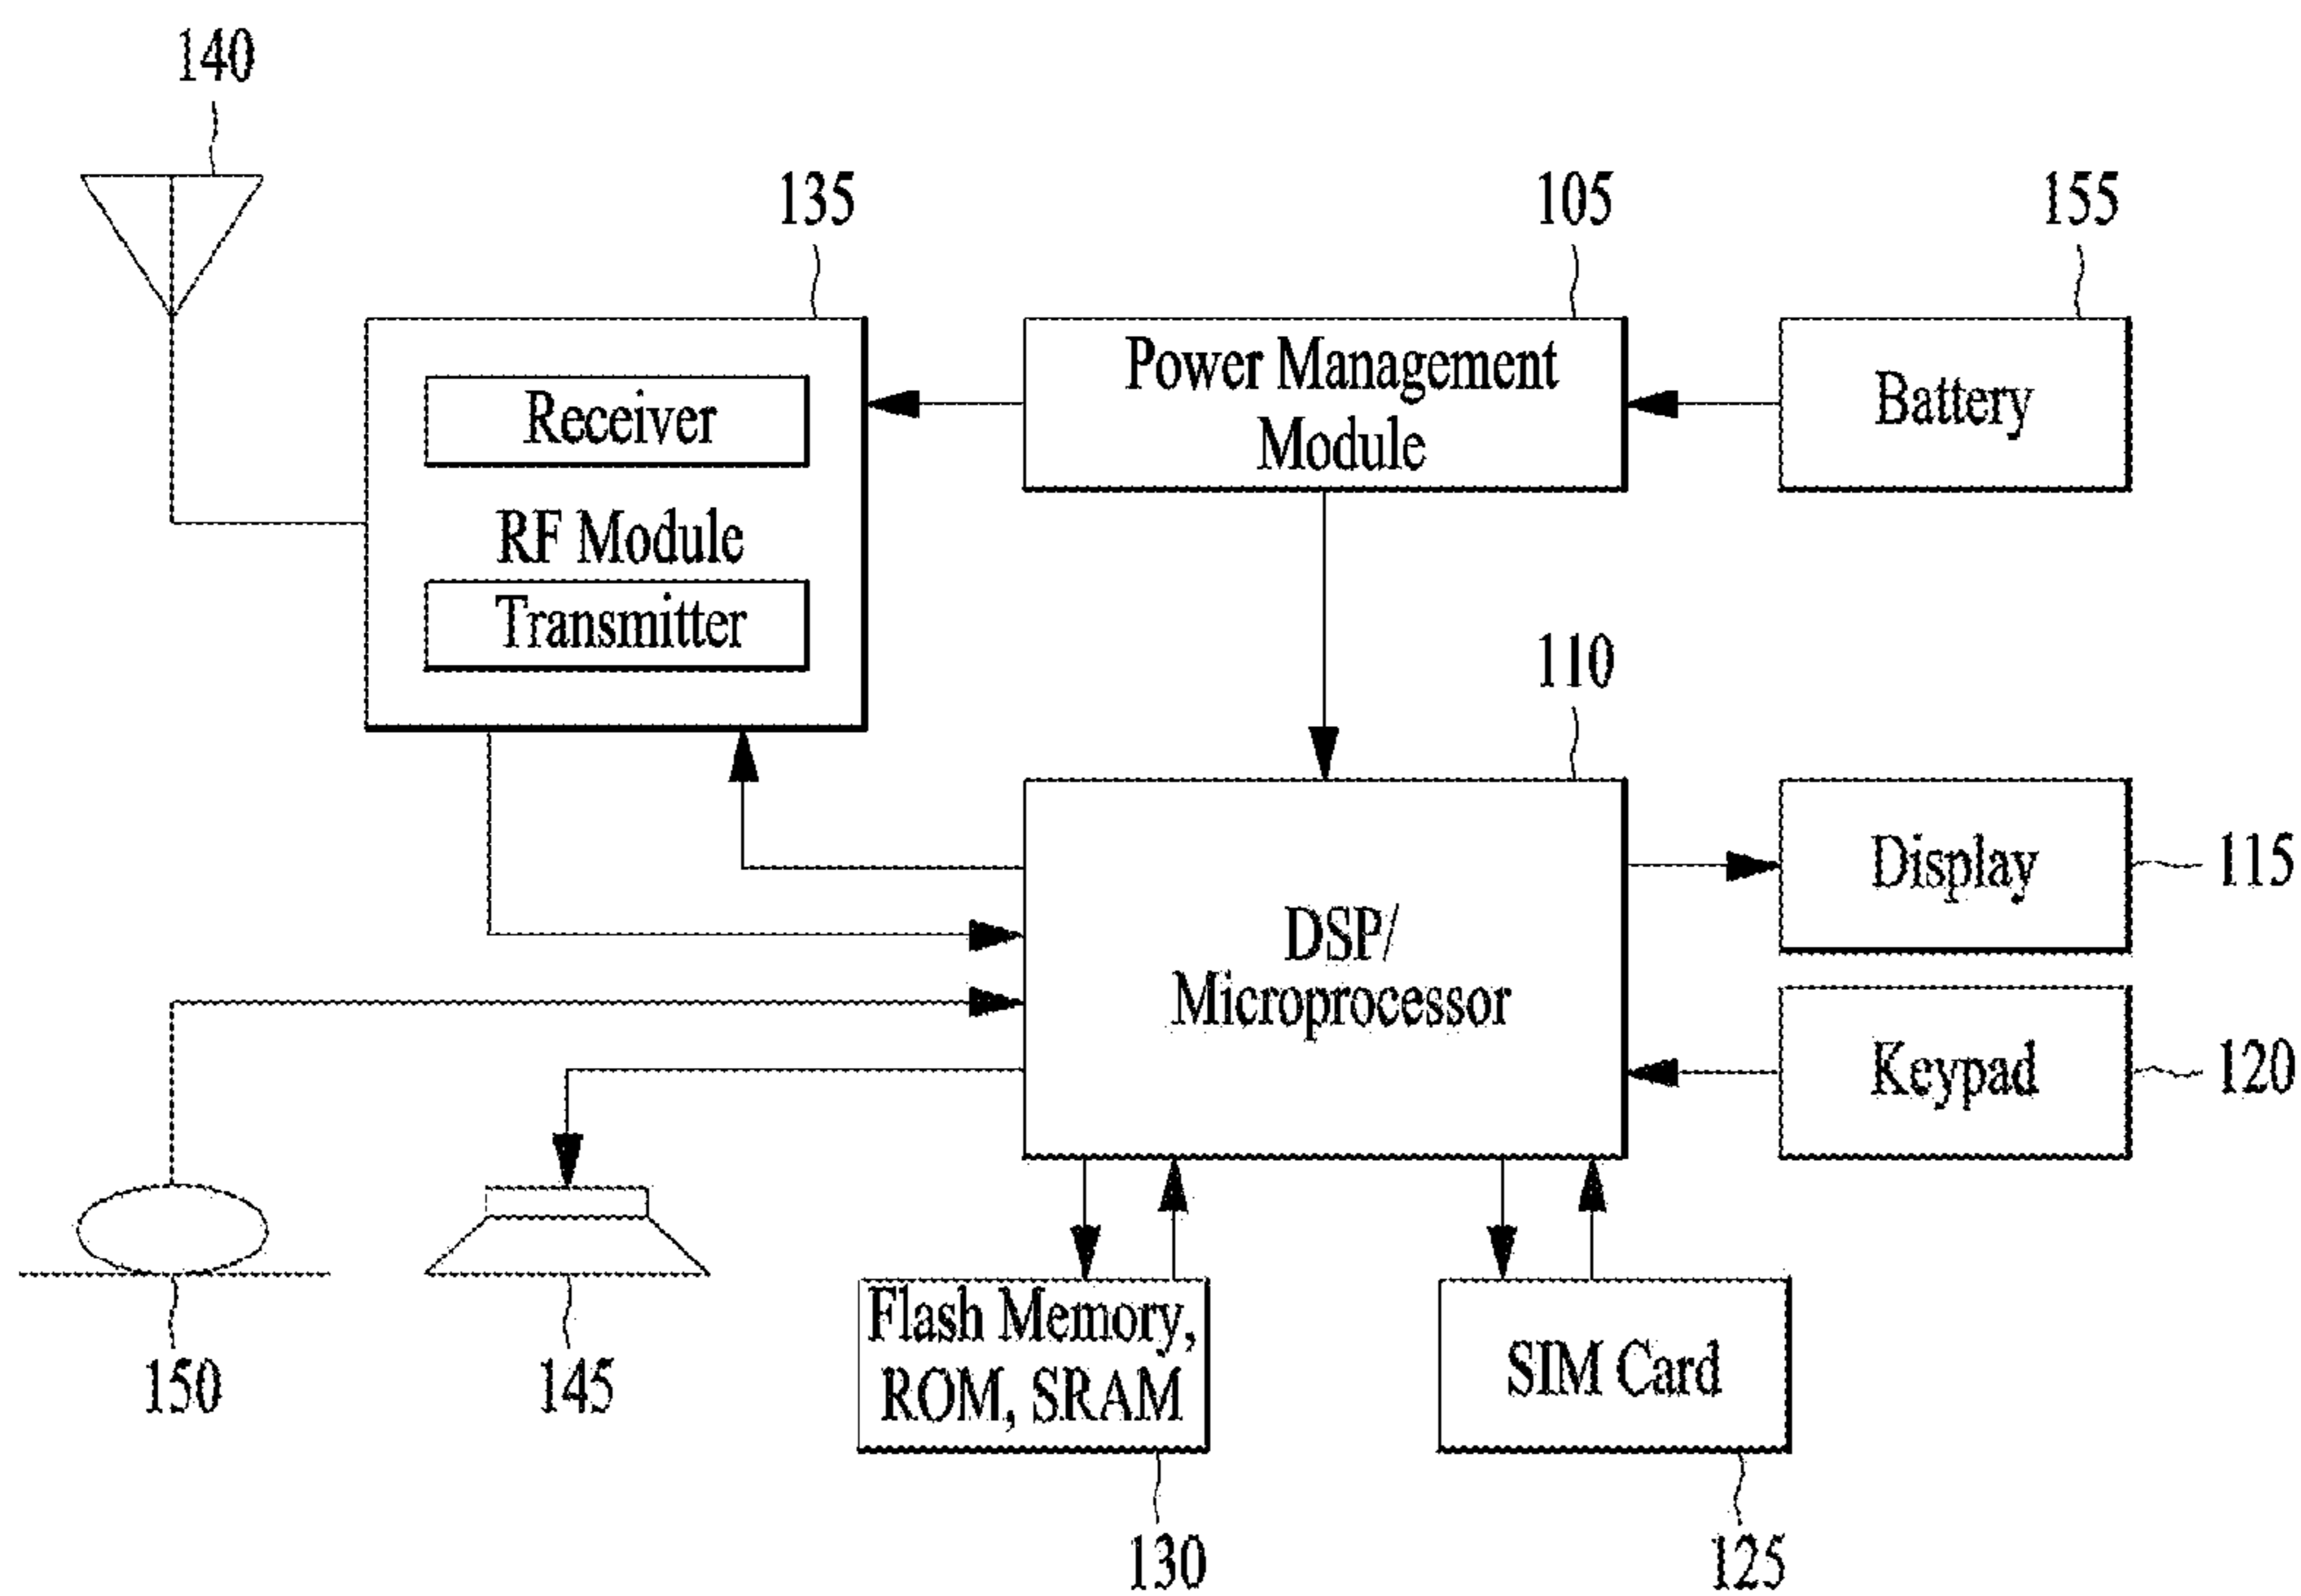 140
135
105
155
Receiver
RF Module
Transmitter
Power Management
Module
Battery
110
DSP/
Microprocessor
Display
115
Keypad
120
150
145
Flash Memory,
ROM, SRAM
SIM Card
130
125